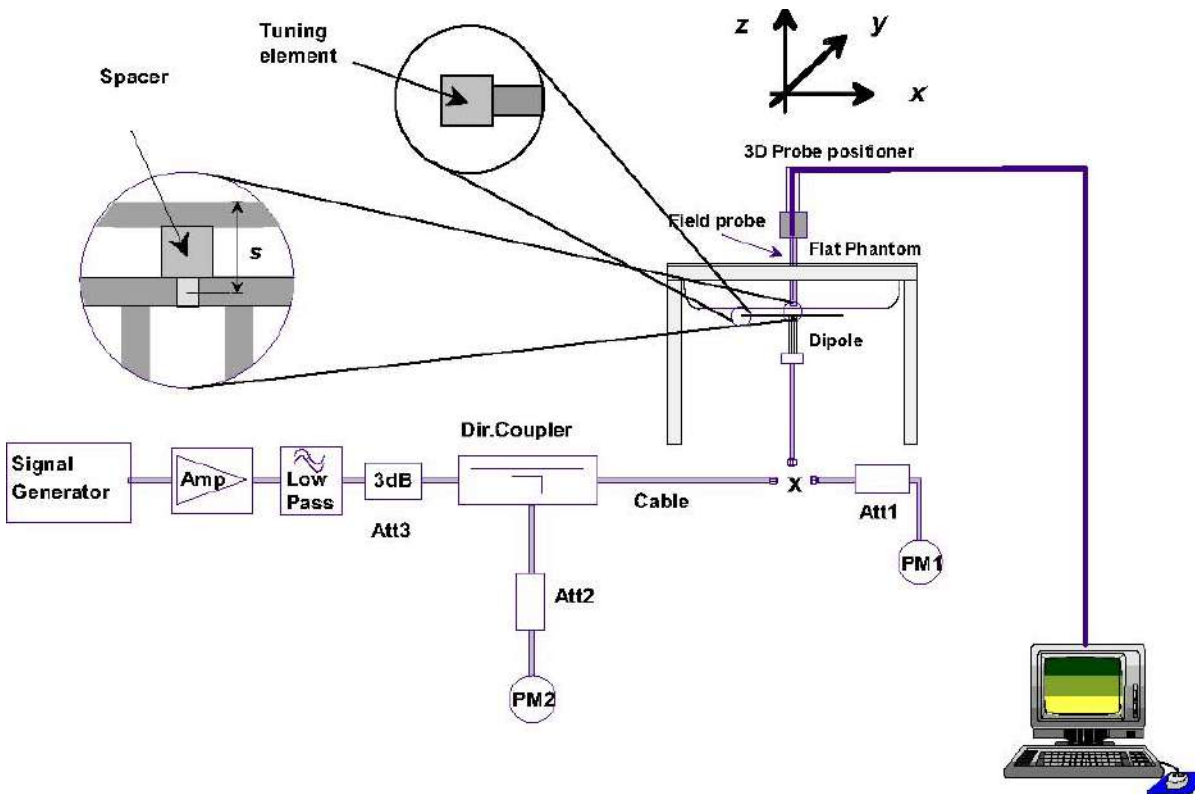 Tuning
element
Spacer
z
y
x
3D Probe positioner
Field probe
Flat Phantom
s
Dipole
Dir.Coupler
Signal
Generator
Amp
Low
Pass
3dB
Att3
Cable
x
Att1
PM1
Att2
PM2